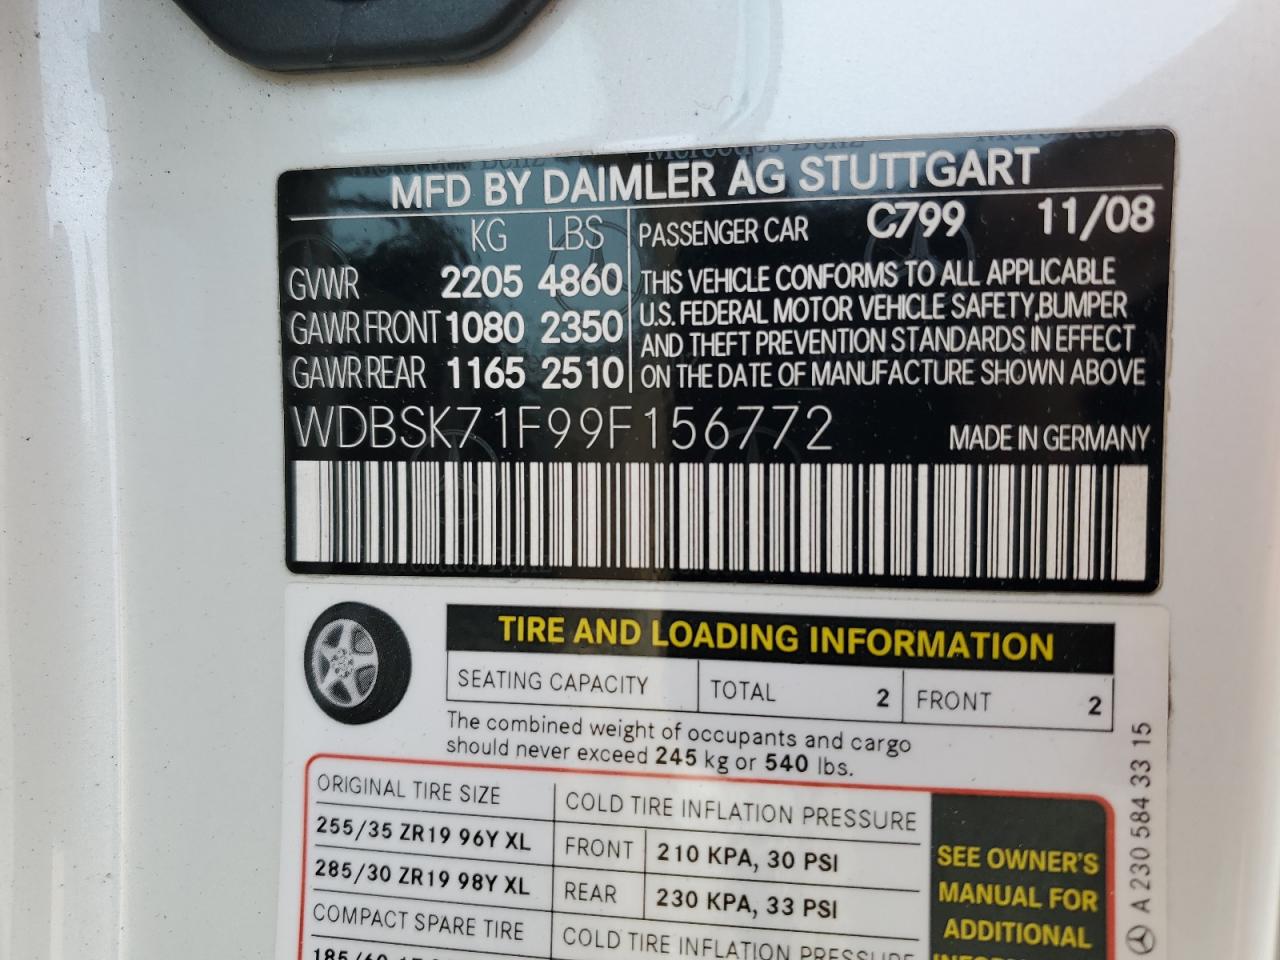 MFD BY DAIMLER AG STUTTGART
KG LBS
GVWR 2205 4860
GAWR FRONT 1080 2350
GAWR REAR 1165 2510
PASSENGER CAR C799 11/08
THIS VEHICLE CONFORMS TO ALL APPLICABLE
U.S. FEDERAL MOTOR VEHICLE SAFETY,BUMPER
AND THEFT PREVENTION STANDARDS IN EFFECT
ON THE DATE OF MANUFACTURE SHOWN ABOVE
WDBSK71F99F156772 MADE IN GERMANY
Mercedes-Benz
TIRE AND LOADING INFORMATION
SEATING CAPACITY TOTAL 2 FRONT 2
The combined weight of occupants and cargo
should never exceed 245 kg or 540 lbs.
ORIGINAL TIRE SIZE
255/35 ZR19 96Y XL
285/30 ZR19 98Y XL
COLD TIRE INFLATION PRESSURE
FRONT 210 KPA, 30 PSI
REAR 230 KPA, 33 PSI
COMPACT SPARE TIRE
COLD TIRE INFLATION PRESSURE
SEE OWNER'S
MANUAL FOR
ADDITIONAL
A 230 584 33 15